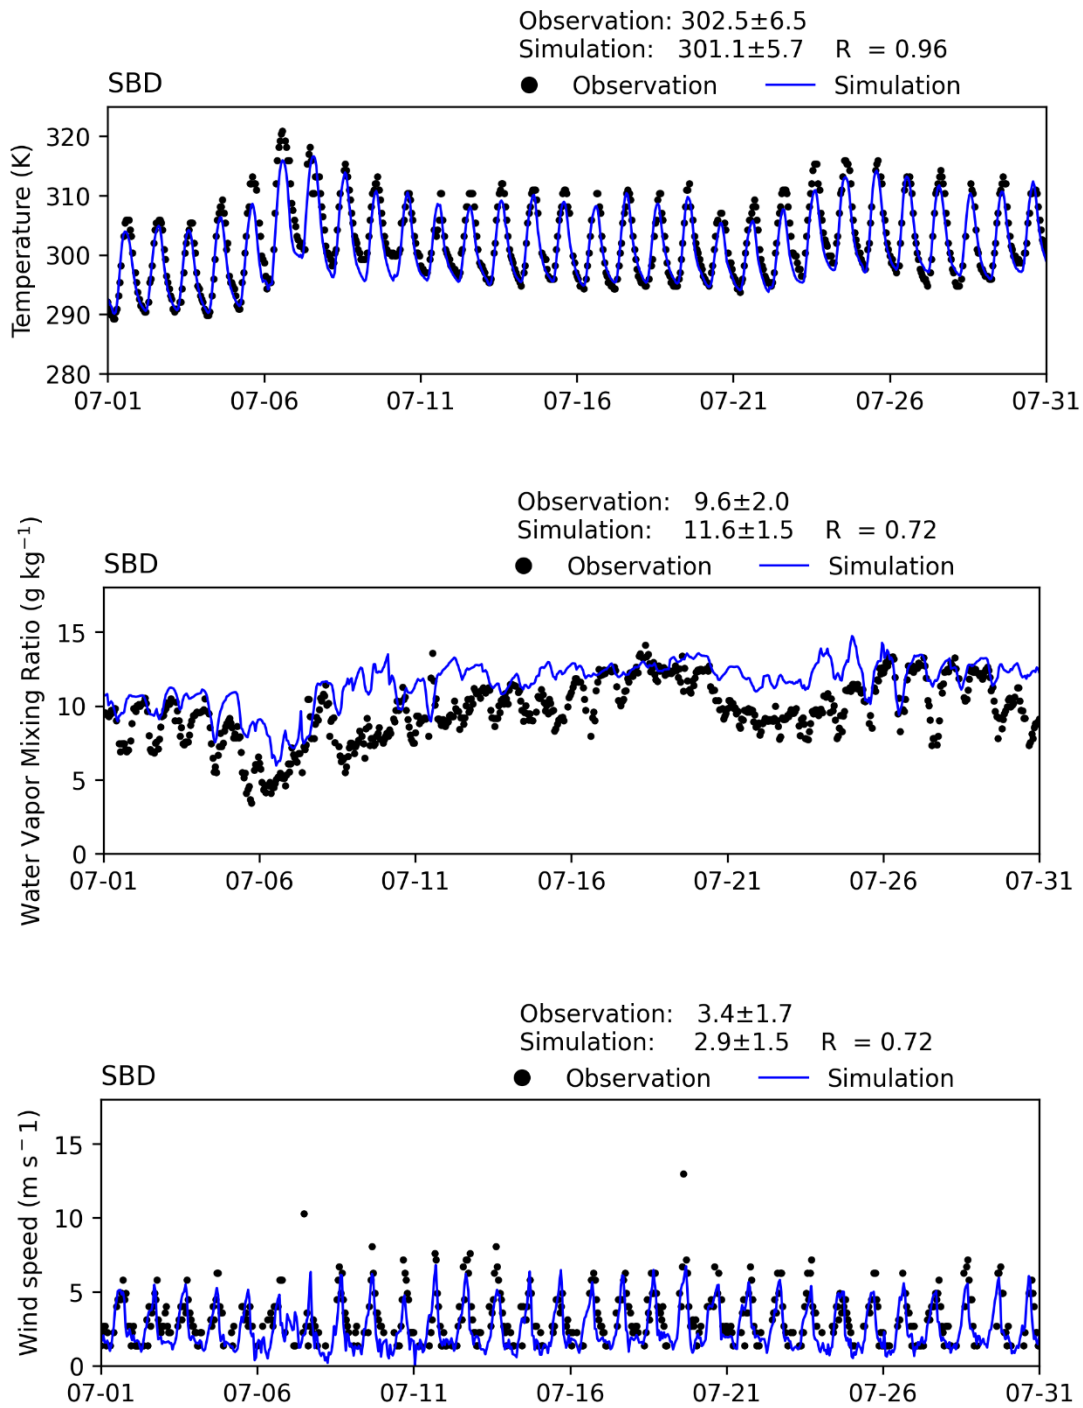 Observation: 302.5±6.5
Simulation: 301.1±5.7 R = 0.96
SBD
Observation Simulation
Temperature (K)
320
310
300
290
280
07-01 07-06 07-11 07-16 07-21 07-26 07-31
Observation: 9.6±2.0
Simulation: 11.6±1.5 R = 0.72
SBD
Observation Simulation
Water Vapor Mixing Ratio (g kg⁻¹)
15
10
5
0
07-01 07-06 07-11 07-16 07-21 07-26 07-31
Observation: 3.4±1.7
Simulation: 2.9±1.5 R = 0.72
SBD
Observation Simulation
Wind speed (m s⁻1)
15
10
5
0
07-01 07-06 07-11 07-16 07-21 07-26 07-31